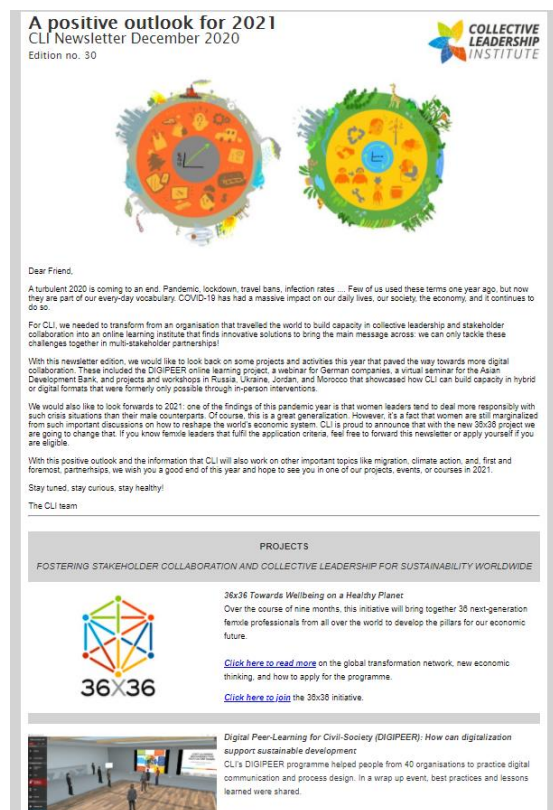 A positive outlook for 2021
CLI Newsletter December 2020
Edition no. 30
COLLECTIVE
LEADERSHIP
INSTITUTE
Dear Friend,
A turbulent 2020 is coming to an end. Pandemic, lockdown, travel bans, infection rates .... Few of us used these terms one year ago, but now
they are part of our every-day vocabulary. COVID-19 has had a massive impact on our daily lives, our society, the economy, and it continues to
do so.
For CLI, we needed to transform from an organisation that travelled the world to build capacity in collective leadership and stakeholder
collaboration into an online learning institute that finds innovative solutions to bring the main message across: we can only tackle these
challenges together in multi-stakeholder partnerships!
With this newsletter edition, we would like to look back on some projects and activities this year that paved the way towards more digital
collaboration. These included the DIGIPEER online learning project, a webinar for German companies, a virtual seminar for the Asian
Development Bank, and projects and workshops in Russia, Ukraine, Jordan, and Morocco that showcased how CLI can build capacity in hybrid
or digital formats that were formerly only possible through in-person interventions.
We would also like to look forwards to 2021: one of the findings of this pandemic year is that women leaders tend to deal more responsibly with
such crisis situations than their male counterparts. Of course, this is a great generalization. However, it's a fact that women are still marginalized
from such important discussions on how to reshape the world's economic system. CLI is proud to announce that with the new 36x36 project we
are going to change that. If you know femxle leaders that fulfil the application criteria, feel free to forward this newsletter or apply yourself if you
are eligible.
With this positive outlook and the information that CLI will also work on other important topics like migration, climate action, and, first and
foremost, partnerhsips, we wish you a good end of this year and hope to see you in one of our projects, events, or courses in 2021.
Stay tuned, stay curious, stay healthy!
The CLI team
PROJECTS
FOSTERING STAKEHOLDER COLLABORATION AND COLLECTIVE LEADERSHIP FOR SUSTAINABILITY WORLDWIDE
36X36
36x36 Towards Wellbeing on a Healthy Planet
Over the course of nine months, this initiative will bring together 36 next-generation
femxle professionals from all over the world to develop the pillars for our economic
future.
Click here to read more on the global transformation network, new economic
thinking, and how to apply for the programme.
Click here to join the 36x36 initiative.
Digital Peer-Learning for Civil-Society (DIGIPEER): How can digitalization
support sustainable development
CLI's DIGIPEER programme helped people from 40 organisations to practice digital
communication and process design. In a wrap up event, best practices and lessons
learned were shared.